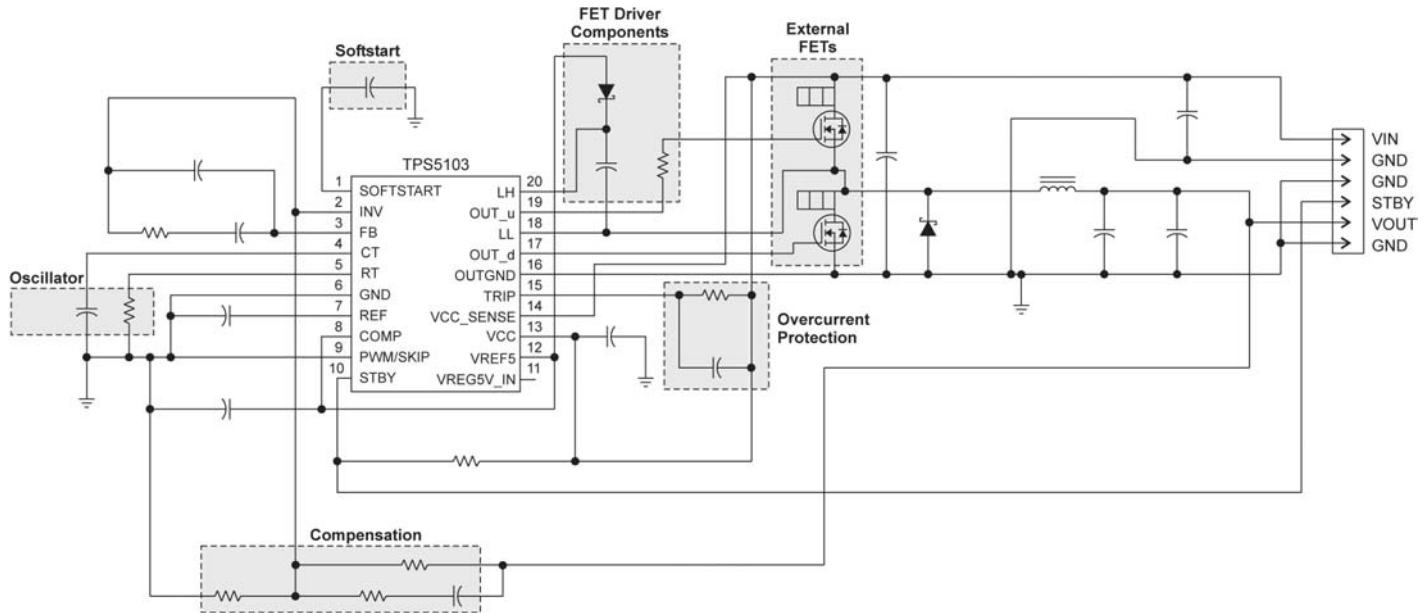 FET Driver
Components
External
FETs
Softstart
TPS5103
1
SOFTSTART
2
INV
3
FB
4
CT
5
RT
6
GND
7
REF
8
COMP
9
PWM/SKIP
10
STBY
20
LH
19
OUT_u
18
LL
17
OUT_d
16
OUTGND
15
TRIP
14
VCC_SENSE
13
VCC
12
VREF5
11
VREG5V_IN
VIN
GND
GND
STBY
VOUT
GND
Oscillator
Overcurrent
Protection
Compensation